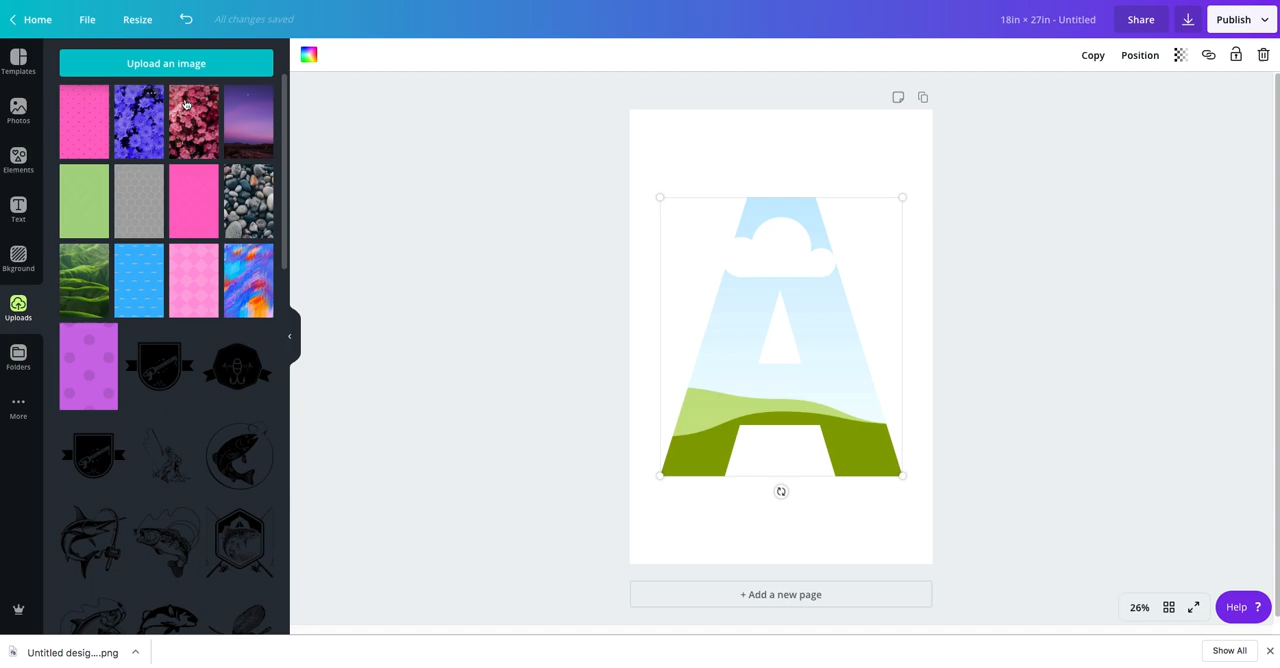 Home
File
Resize
All changes saved
18in × 27in - Untitled
Share
Publish
Templates
Photos
Elements
Text
Bkground
Uploads
Folders
More
Upload an image
Copy
Position
A
+ Add a new page
26%
Help ?
Untitled desig....png
Show All